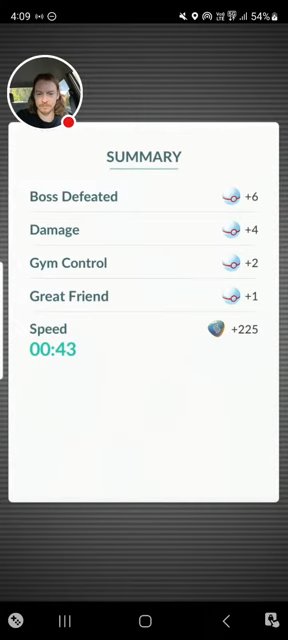 4:09
54%
SUMMARY
Boss Defeated +6
Damage +4
Gym Control +2
Great Friend +1
Speed +225
00:43